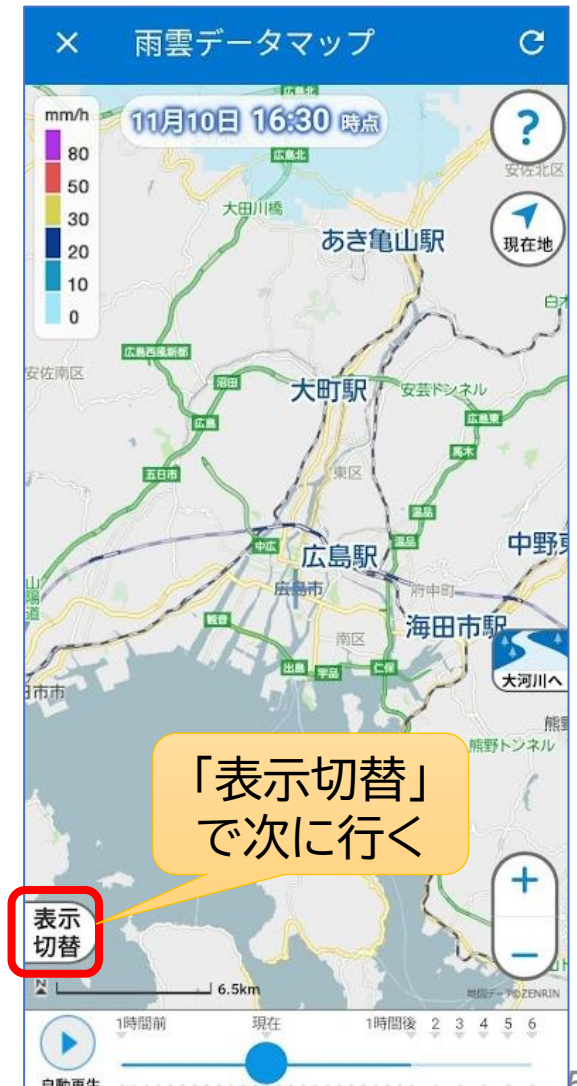 × 雨雲データマップ
mm/h
80
50
30
20
10
0
11月10日 16:30 時点
?
広島北
広島北
安佐北区
大田川橋
あき亀山駅
現在地
広島西風新都
安佐南区
沼田
大町駅
安芸トンネル
広島
広島東
馬木
五日市
東区
温品
中広
広島駅
温品
中野東
広島市
府中町
山陽道
観音
南区
海田市駅
出島
宇品
仁保
大河川へ
日市市
熊野トンネル
「表示切替」
で次に行く
+
表示
切替
−
6.5km
地図データ©ZENRIN
1時間前 現在 1時間後 2 3 4 5 6
自動再生